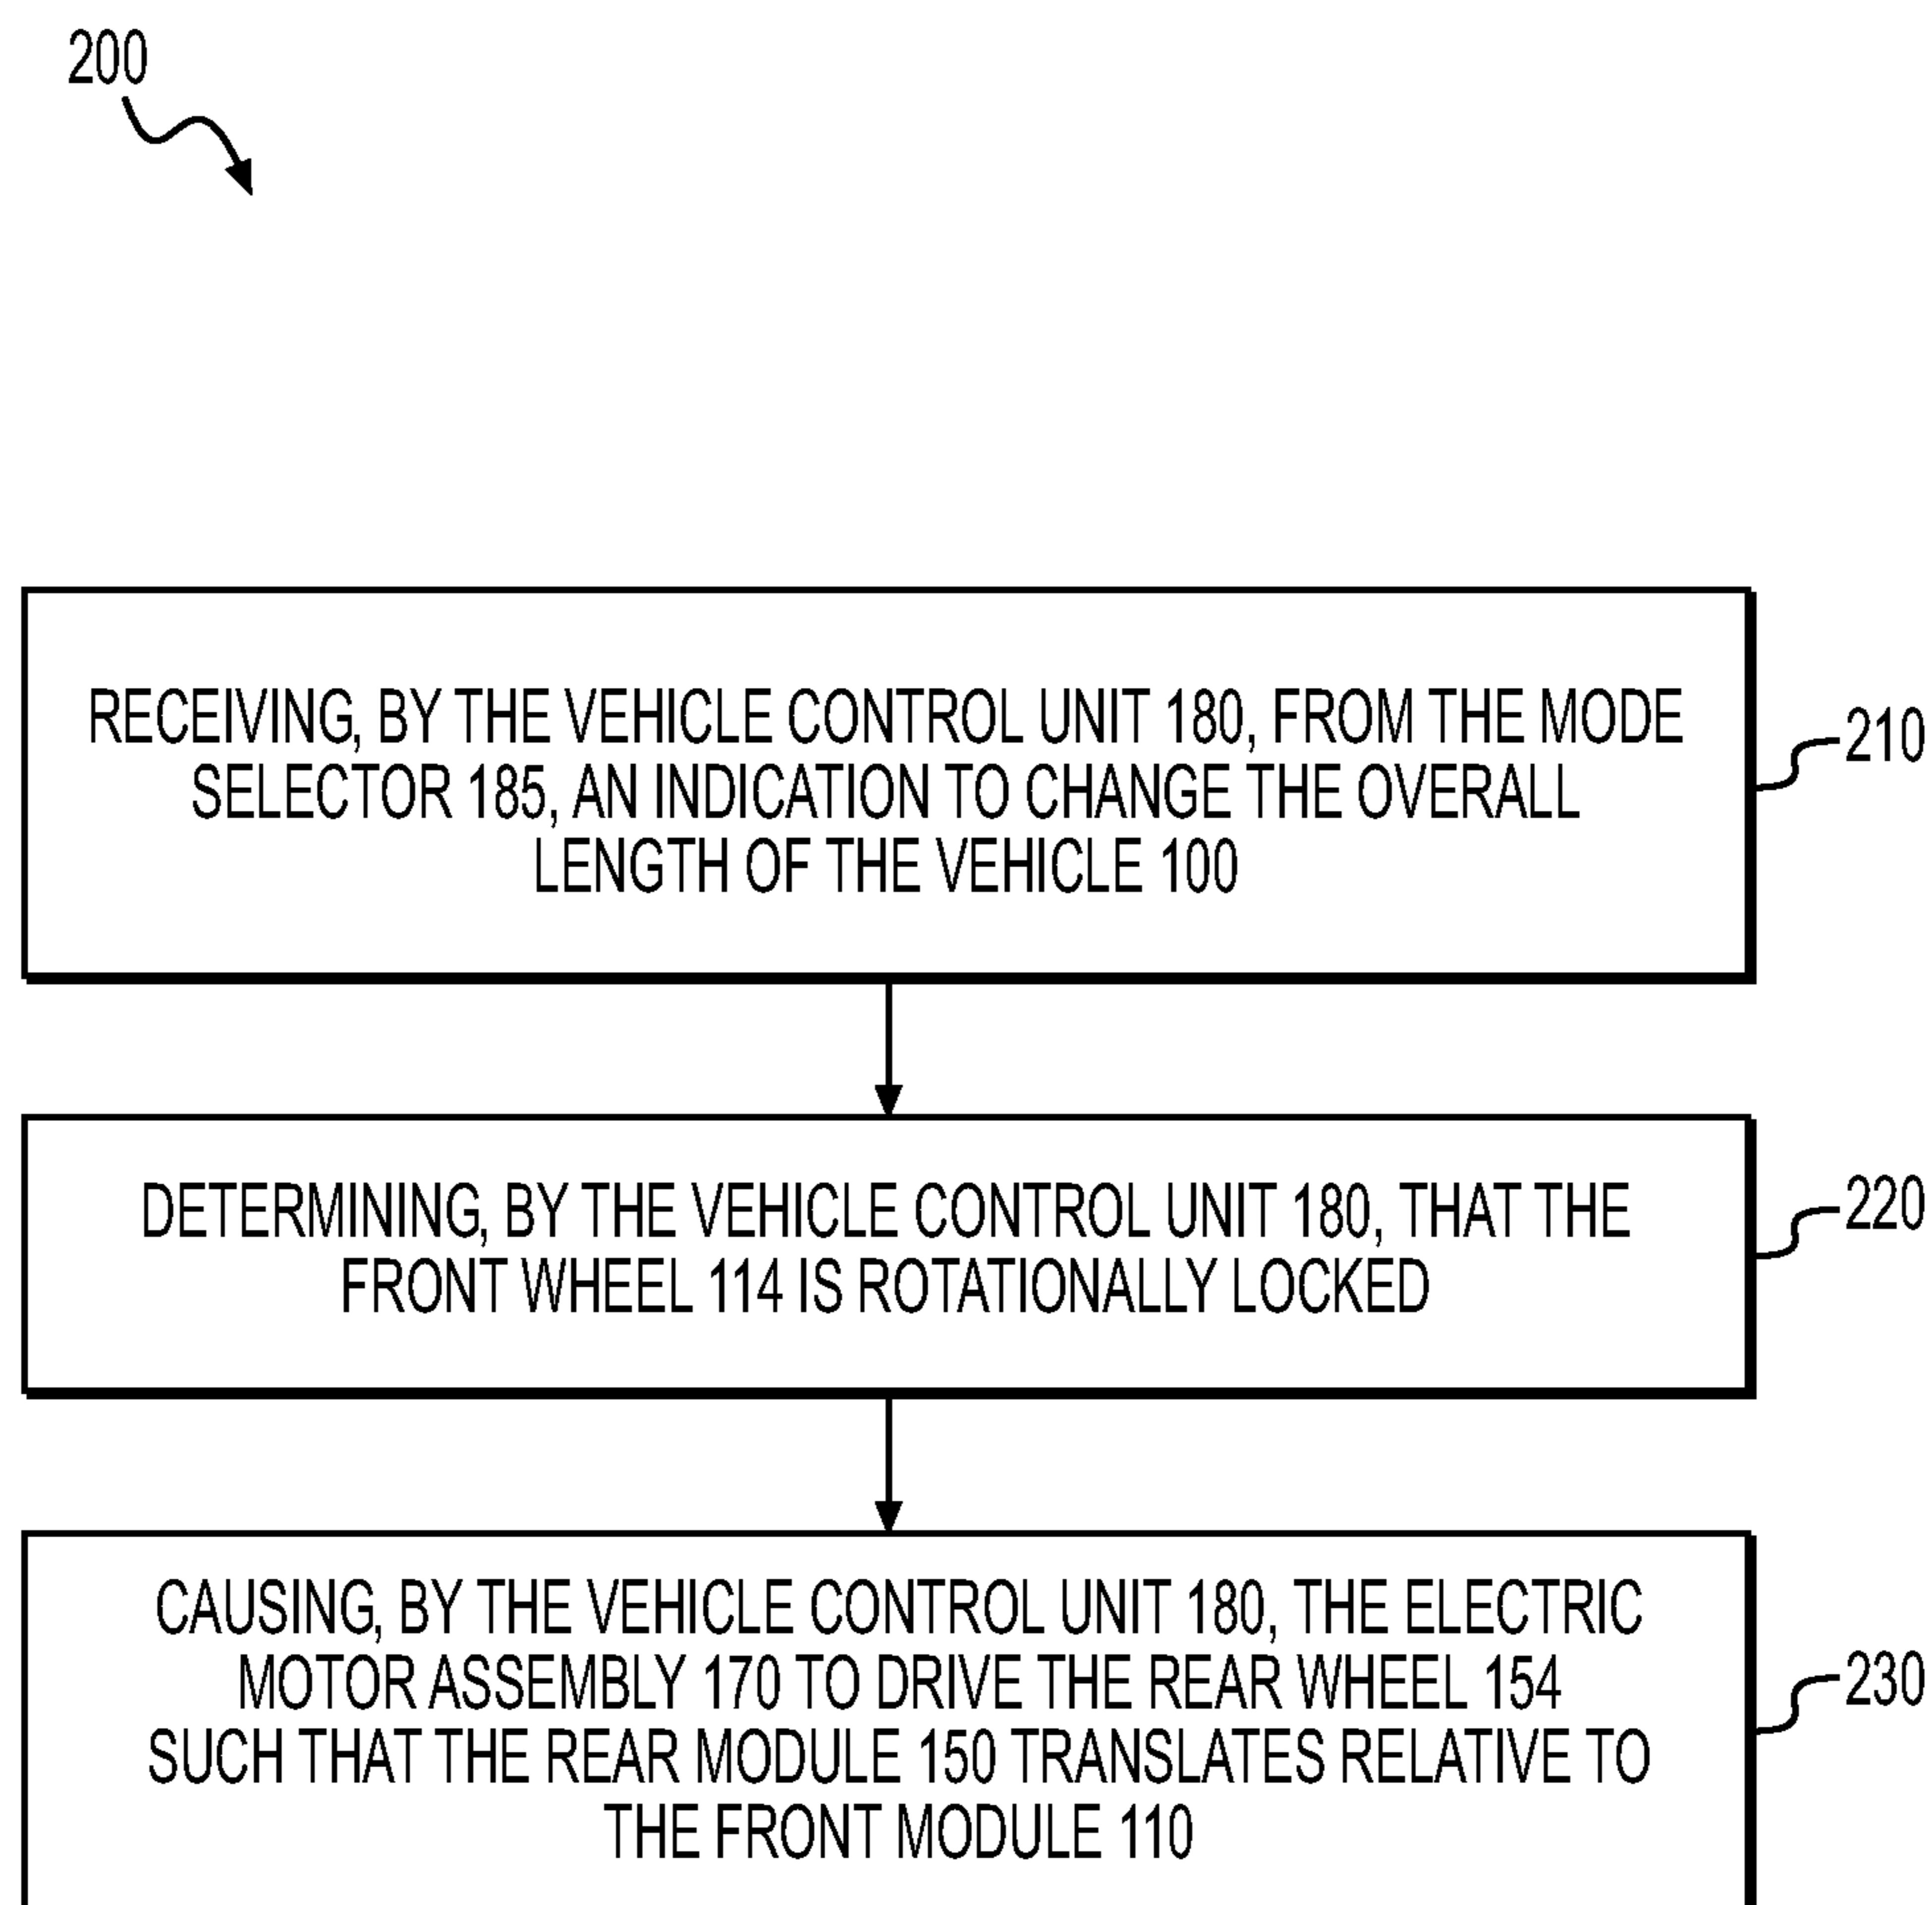 200
RECEIVING, BY THE VEHICLE CONTROL UNIT 180, FROM THE MODE
SELECTOR 185, AN INDICATION TO CHANGE THE OVERALL
LENGTH OF THE VEHICLE 100
210
DETERMINING, BY THE VEHICLE CONTROL UNIT 180, THAT THE
FRONT WHEEL 114 IS ROTATIONALLY LOCKED
220
CAUSING, BY THE VEHICLE CONTROL UNIT 180, THE ELECTRIC
MOTOR ASSEMBLY 170 TO DRIVE THE REAR WHEEL 154
SUCH THAT THE REAR MODULE 150 TRANSLATES RELATIVE TO
THE FRONT MODULE 110
230